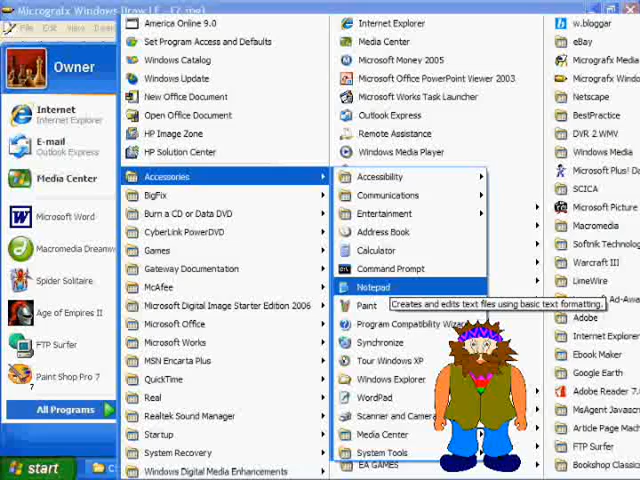 Micrografx Windows Draw
File Edit View
Owner
Internet
Internet Explorer
E-mail
Outlook Express
Media Center
Microsoft Word
Macromedia Dreamw
Spider Solitaire
Age of Empires II
FTP Surfer
Paint Shop Pro 7
All Programs
start
America Online 9.0
Set Program Access and Defaults
Windows Catalog
Windows Update
New Office Document
Open Office Document
HP Image Zone
HP Solution Center
Accessories
BigFix
Burn a CD or Data DVD
CyberLink PowerDVD
Games
Gateway Documentation
McAfee
Microsoft Digital Image Starter Edition 2006
Microsoft Office
Microsoft Works
MSN Encarta Plus
QuickTime
Real
Realtek Sound Manager
Startup
System Recovery
Windows Digital Media Enhancements
Internet Explorer
Media Center
Microsoft Money 2005
Microsoft Office PowerPoint Viewer 2003
Microsoft Works Task Launcher
Outlook Express
Remote Assistance
Windows Media Player
Accessibility
Communications
Entertainment
Address Book
Calculator
Command Prompt
Notepad
Creates and edits text files using basic text formatting.
Paint
Program Compatibility Wizar
Synchronize
Tour Windows XP
Windows Explorer
WordPad
Scanner and Camera
Media Center
System Tools
EA GAMES
w.bloggar
eBay
Micrografx Media
Micrografx Windo
Netscape
BestPractice
DVR 2.WMV
Windows Media
Microsoft Plus! D
SCICA
Microsoft Picture
Macromedia
Softnik Technolog
Warcraft III
LimeWire
Ad-Awa
Adobe
Internet Explorer
Ebook Maker
Google Earth
Adobe Reader 7.
MsAgent Javascr
Article Page Mach
FTP Surfer
Bookshop Classic